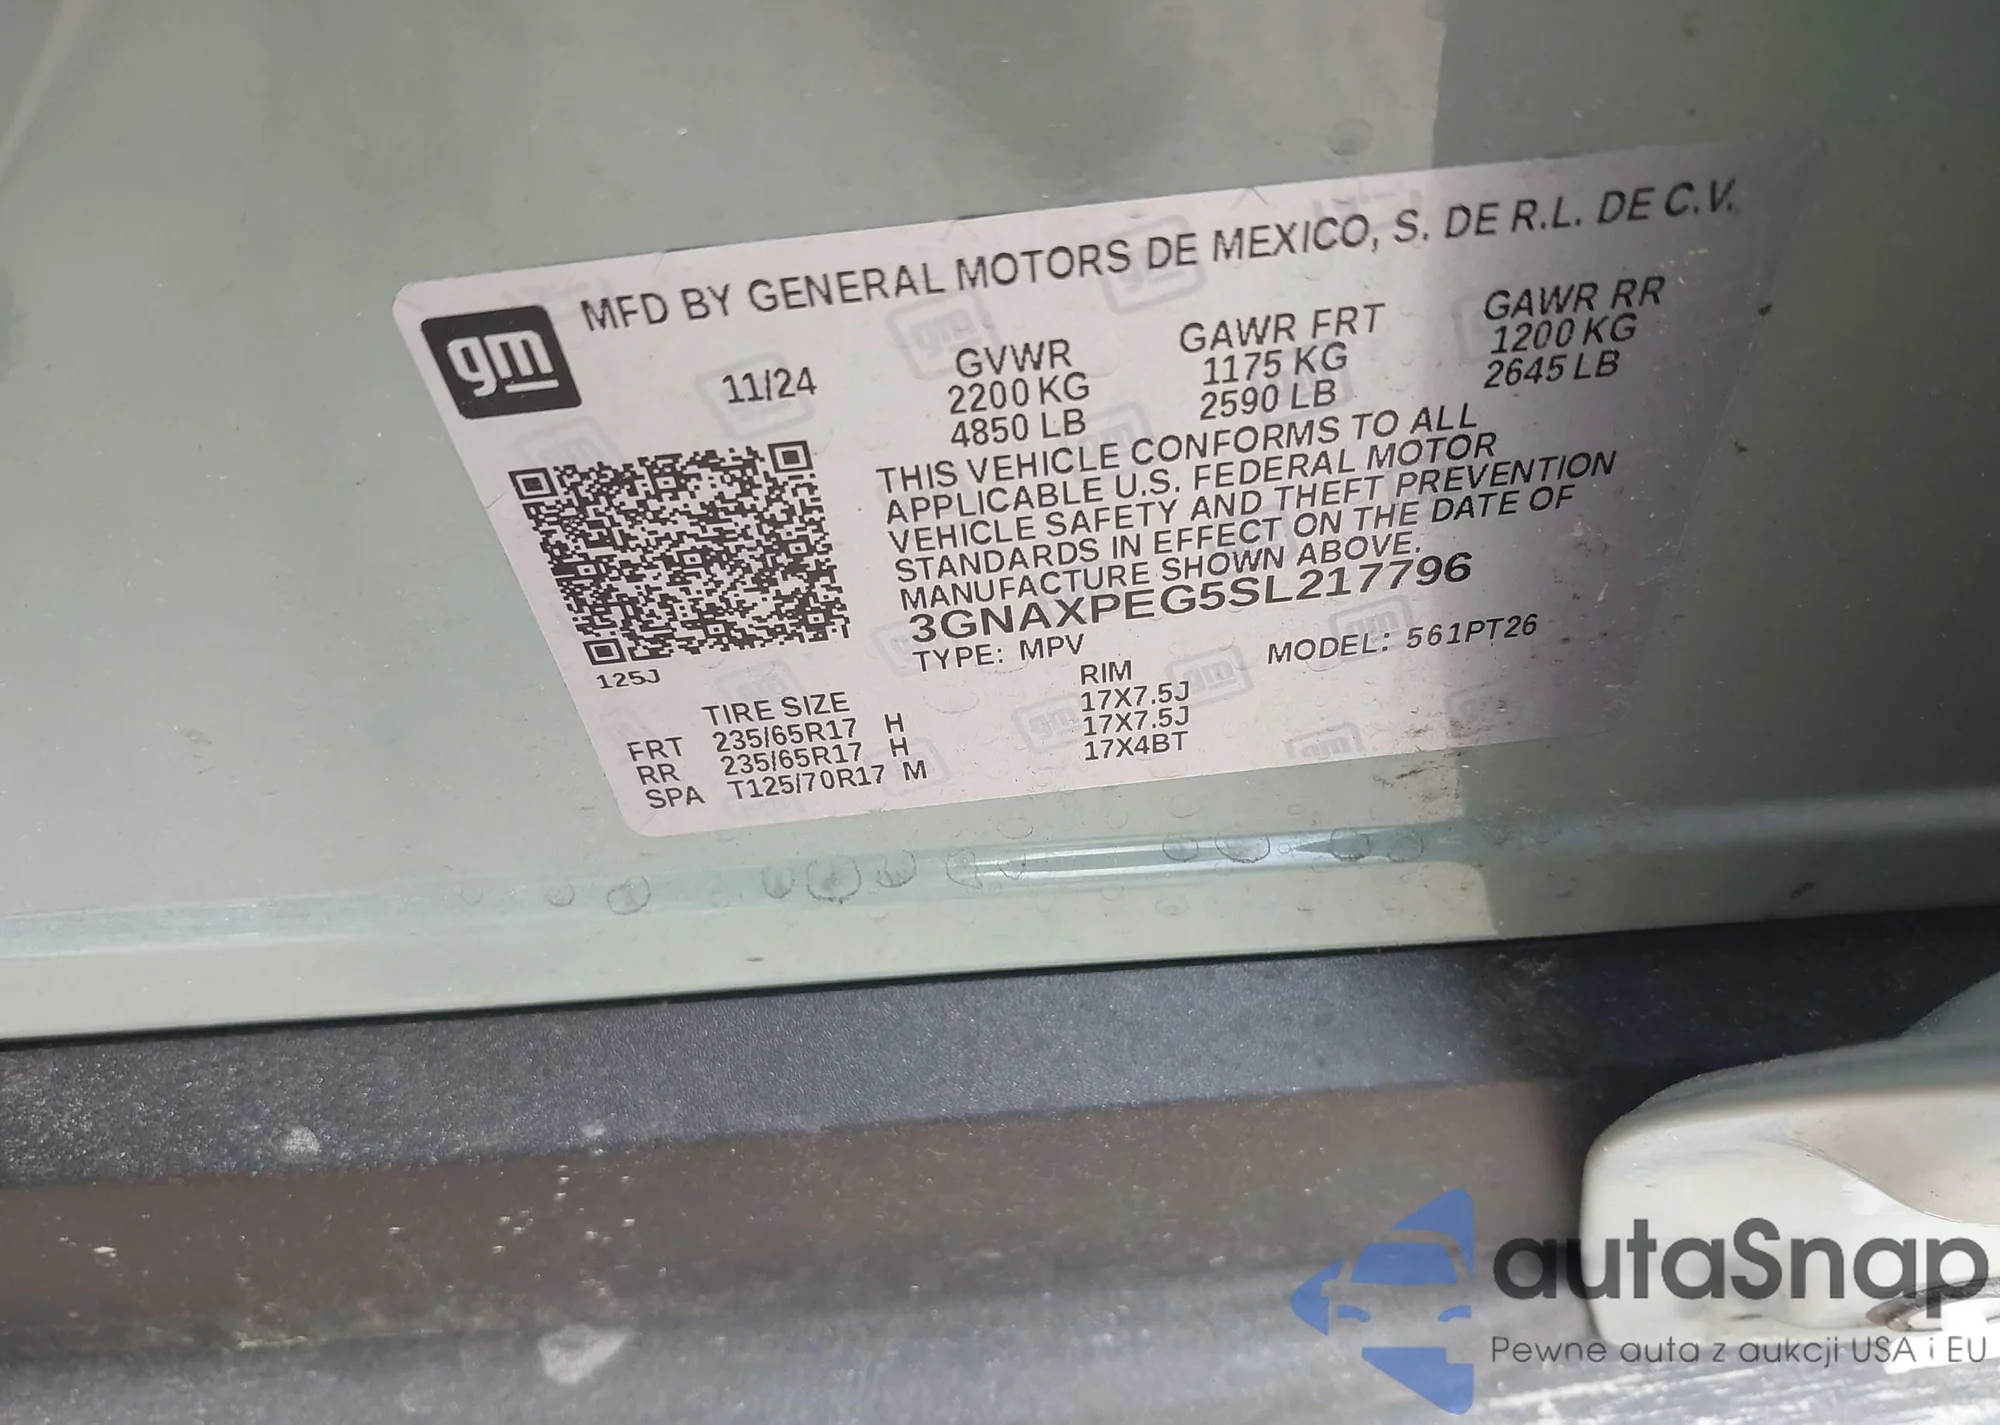 gm
MFD BY GENERAL MOTORS DE MEXICO, S. DE R.L. DE C.V.
11/24
GVWR
2200 KG
4850 LB
GAWR FRT
1175 KG
2590 LB
GAWR RR
1200 KG
2645 LB
THIS VEHICLE CONFORMS TO ALL
APPLICABLE U.S. FEDERAL MOTOR
VEHICLE SAFETY AND THEFT PREVENTION
STANDARDS IN EFFECT ON THE DATE OF
MANUFACTURE SHOWN ABOVE.
3GNAXPEG5SL217796
TYPE: MPV
MODEL: 561PT26
125J
TIRE SIZE RIM
FRT 235/65R17 H 17X7.5J
RR 235/65R17 H 17X7.5J
SPA T125/70R17 M 17X4BT
autaSnap
Pewne auta z aukcji USA i EU